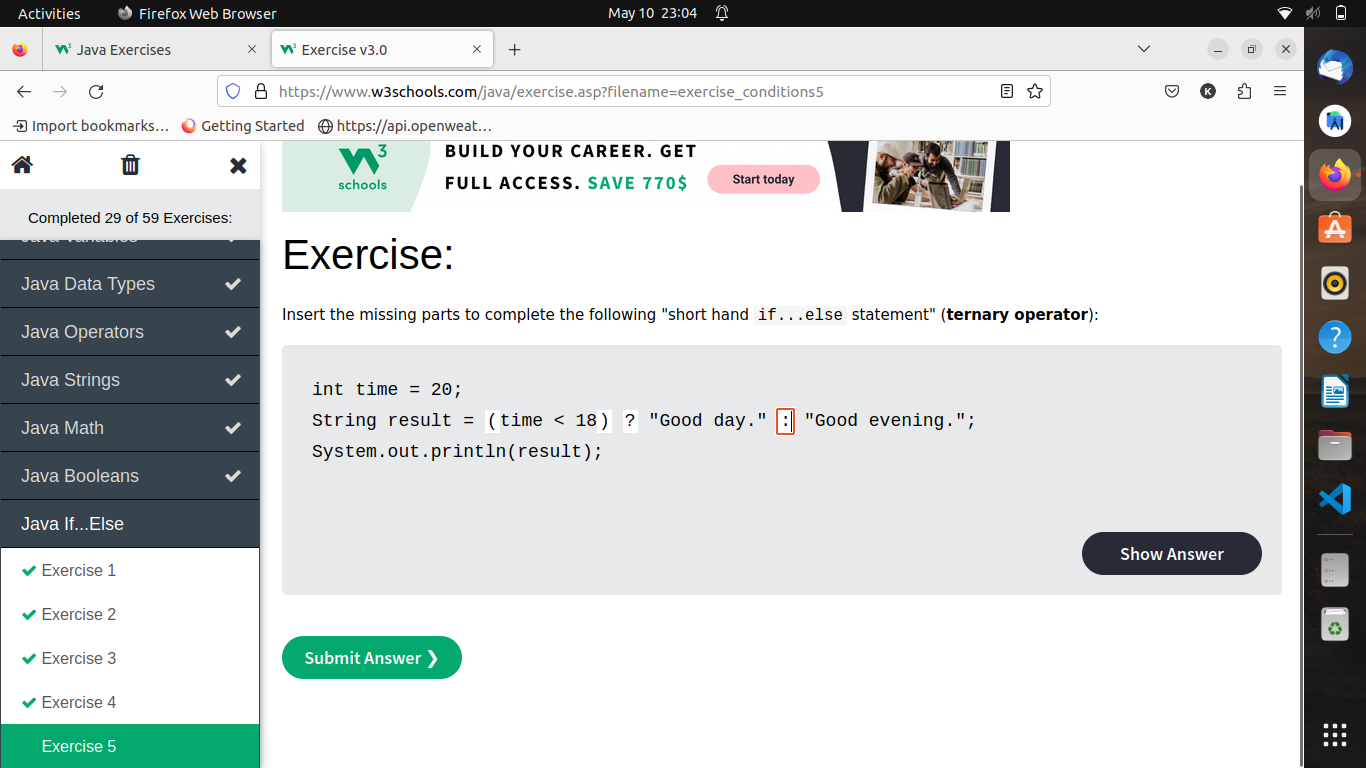 Activities
Firefox Web Browser
May 10 23:04
Java Exercises
Exercise v3.0
https://www.w3schools.com/java/exercise.asp?filename=exercise_conditions5
K
Import bookmarks…
Getting Started
https://api.openweat…
Completed 29 of 59 Exercises:
Java Variables
Java Data Types
Java Operators
Java Strings
Java Math
Java Booleans
Java If...Else
Exercise 1
Exercise 2
Exercise 3
Exercise 4
Exercise 5
3
schools
BUILD YOUR CAREER. GET
FULL ACCESS. SAVE 770$
Start today
Exercise:
Insert the missing parts to complete the following "short hand if...else statement" (ternary operator):
int time = 20;
String result = (time < 18) ? "Good day." : "Good evening.";
System.out.println(result);
Show Answer
Submit Answer ❯